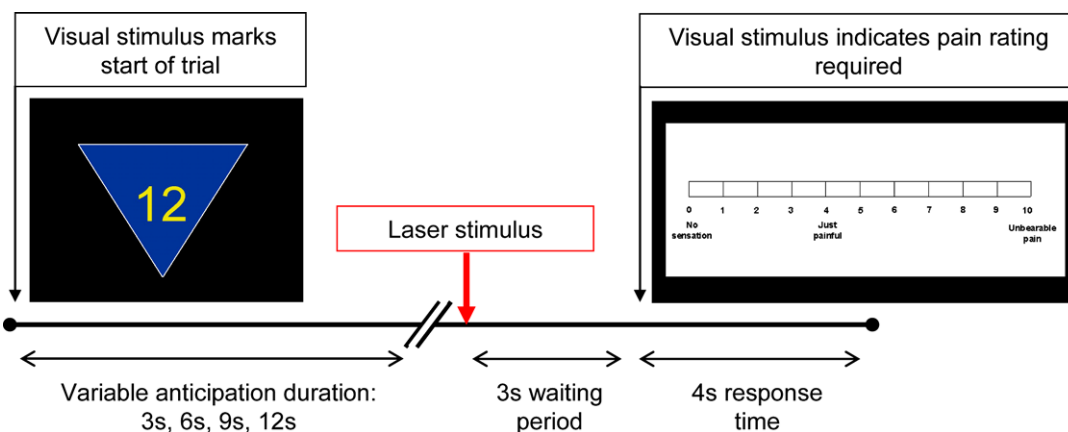 Visual stimulus marks
start of trial
Visual stimulus indicates pain rating
required
12
0 1 2 3 4 5 6 7 8 9 10
No
sensation
Just
painful
Unbearable
pain
Laser stimulus
Variable anticipation duration:
3s, 6s, 9s, 12s
3s waiting
period
4s response
time